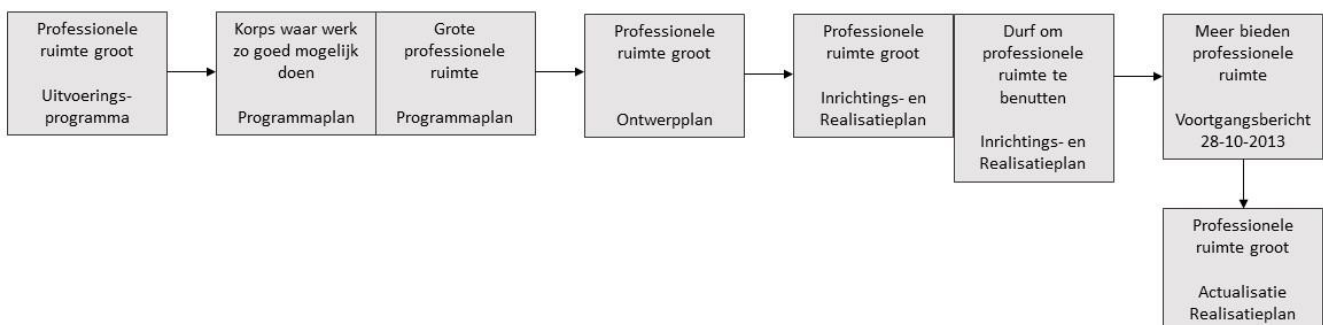 Professionele
ruimte groot
Uitvoerings-
programma
Korps waar werk
zo goed mogelijk
doen
Programmaplan
Grote
professionele
ruimte
Programmaplan
Professionele
ruimte groot
Ontwerpplan
Professionele
ruimte groot
Inrichtings- en
Realisatieplan
Durf om
professionele
ruimte te
benutten
Inrichtings- en
Realisatieplan
Meer bieden
professionele
ruimte
Voortgangsbericht
28-10-2013
Professionele
ruimte groot
Actualisatie
Realisatieplan